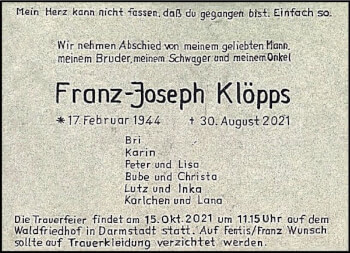 Mein Herz kann nicht fassen, daß du gegangen bist. Einfach so.
Wir nehmen Abschied von meinem geliebten Mann,
meinem Bruder, meinem Schwager und meinem Onkel
Franz-Joseph Klöpps
* 17 Februar 1944 † 30. August 2021
Bri
Karin
Peter und Lisa
Bube und Christa
Lutz und Inka
Karlchen und Lana
Die Trauerfeier findet am 15. Okt. 2021 um 11.15 Uhr auf dem
Waldfriedhof in Darmstadt statt. Auf Fentis/Franz Wunsch
sollte auf Trauerkleidung verzichtet werden.